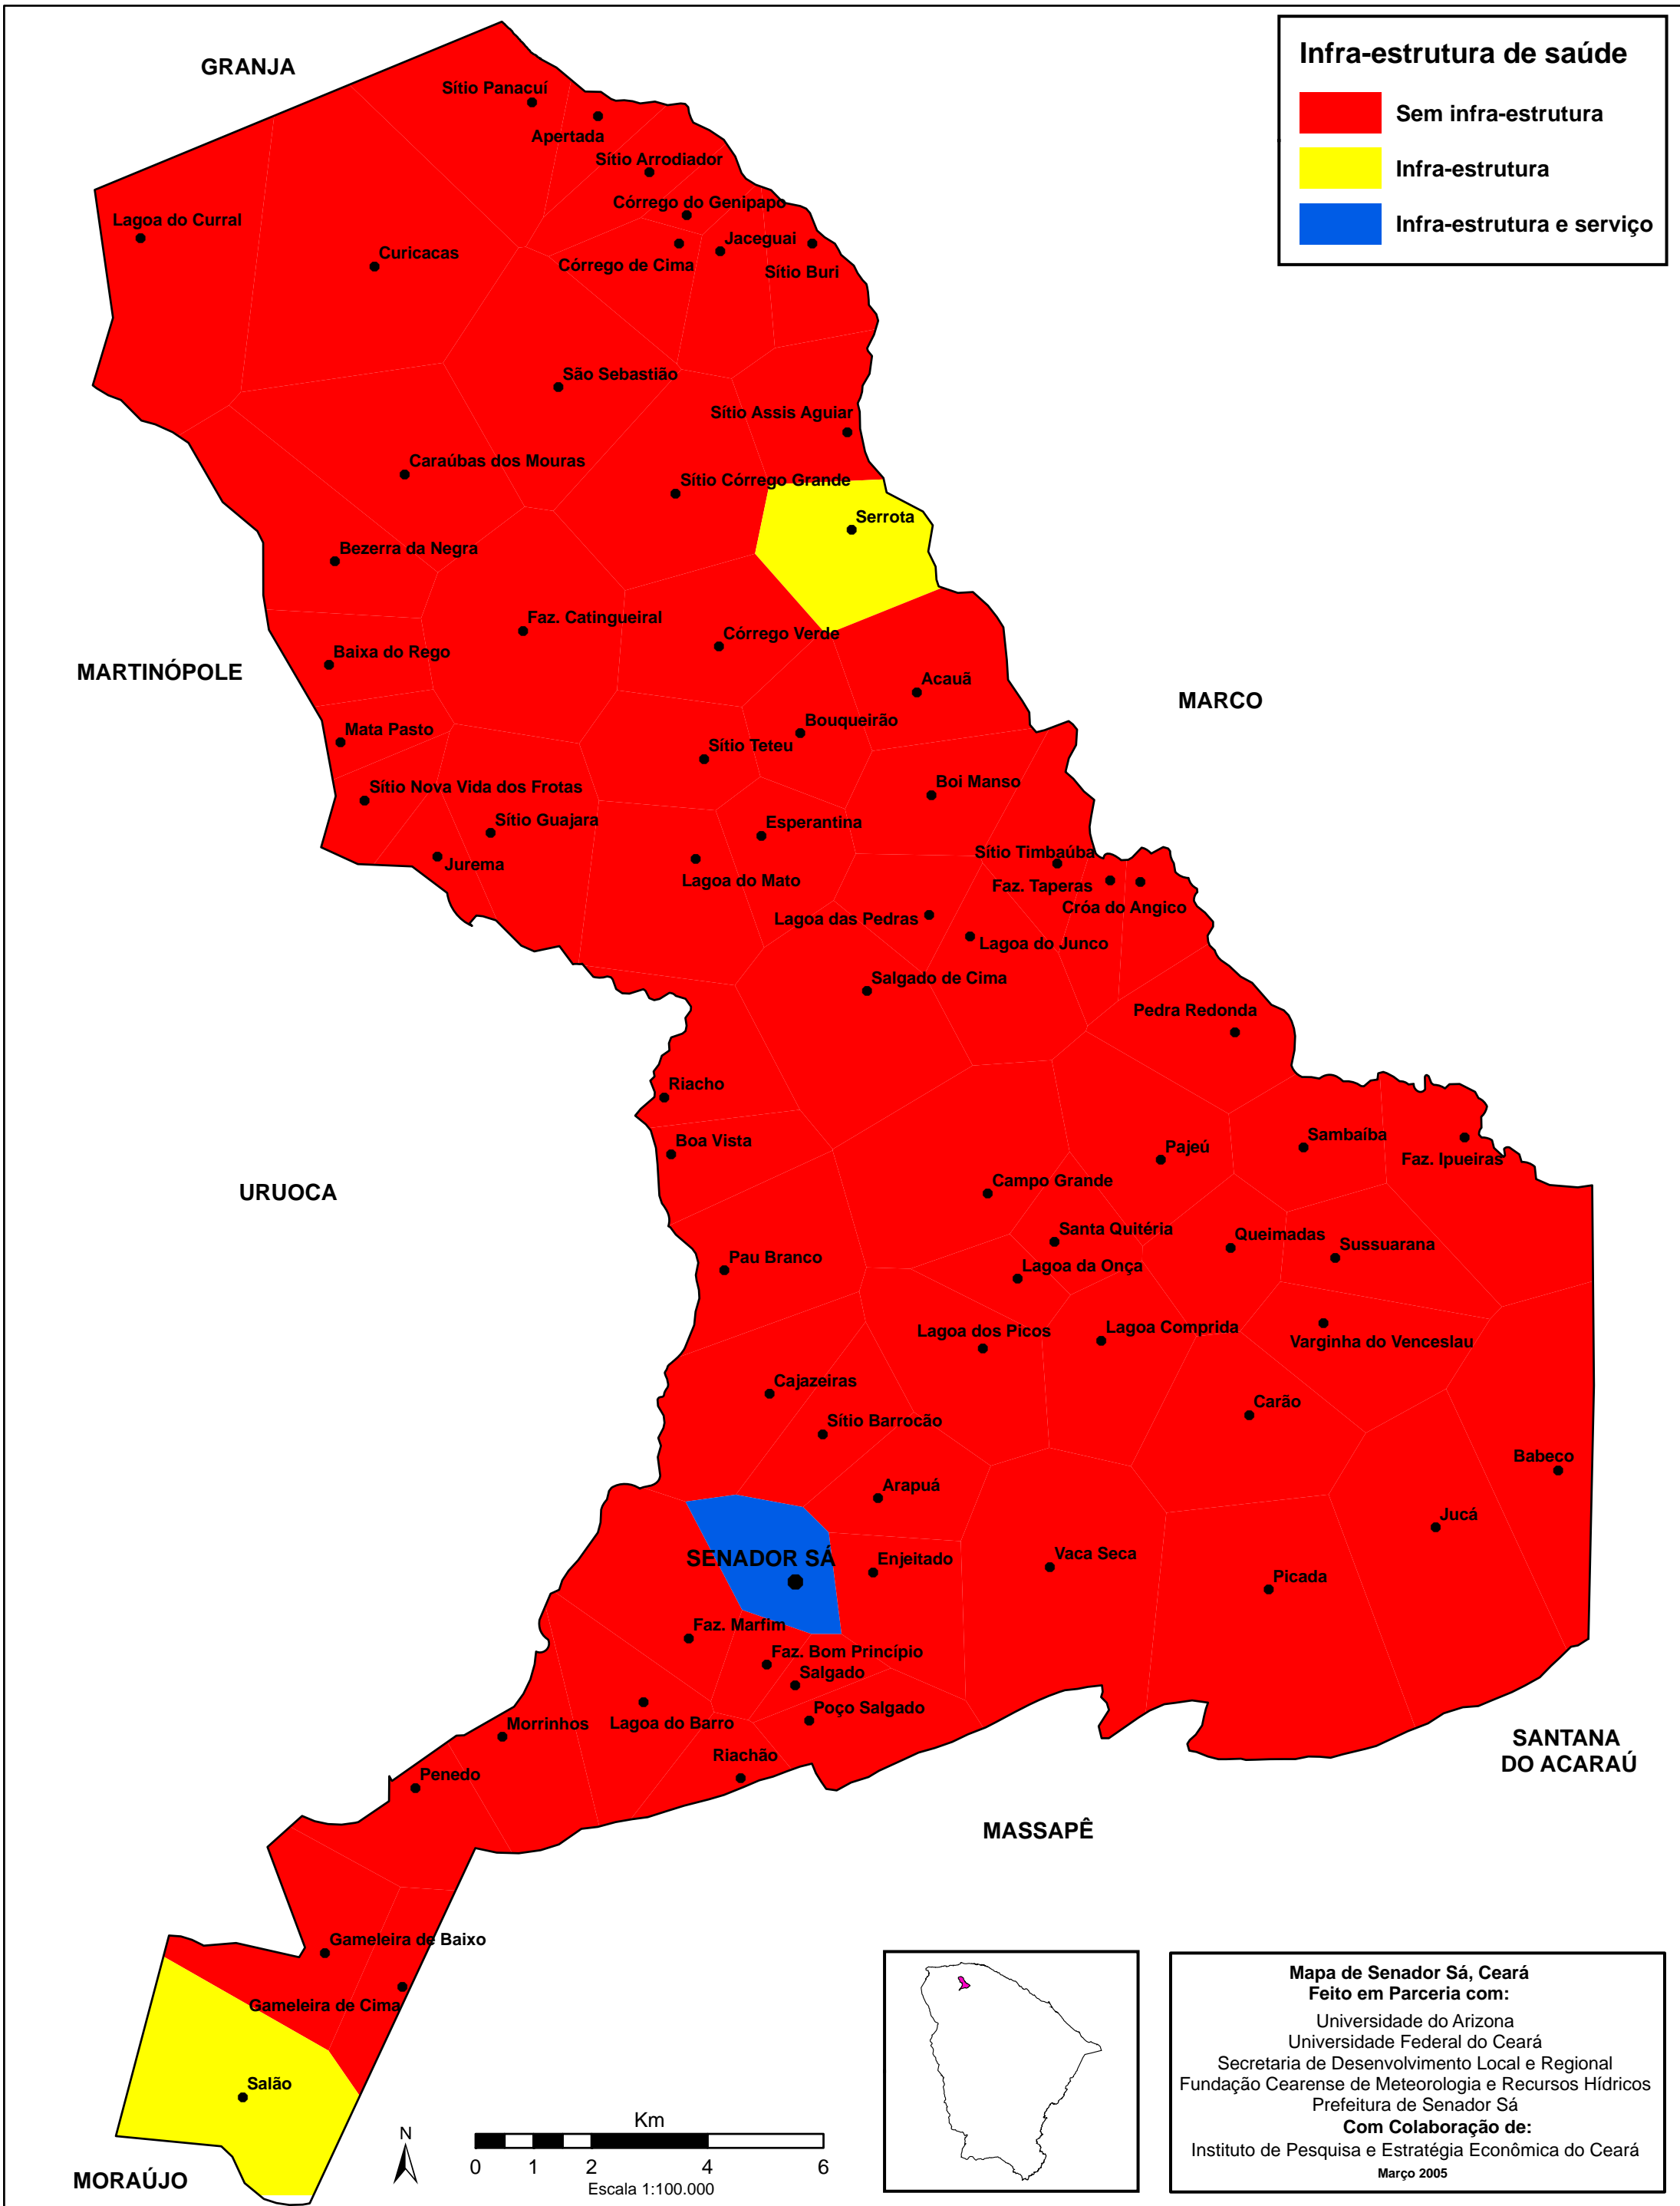 GRANJA
Infra-estrutura de saúde
Sem infra-estrutura
Infra-estrutura
Infra-estrutura e serviço
Sítio Panacuí
Apertada
Sítio Arrodiador
Córrego do Genipapo
Lagoa do Curral
Curicacas
Córrego de Cima
Jaceguai
Sítio Buri
São Sebastião
Sítio Assis Aguiar
Caraúbas dos Mouras
Sítio Córrego Grande
Serrota
Bezerra da Negra
Faz. Catingueiral
Córrego Verde
Baixa do Rego
MARTINÓPOLE
Acauã
MARCO
Bouqueirão
Mata Pasto
Sítio Teteu
Sítio Nova Vida dos Frotas
Boi Manso
Sítio Guajara
Esperantina
Jurema
Lagoa do Mato
Sítio Timbaúba
Faz. Taperas
Cróa do Angico
Lagoa das Pedras
Lagoa do Junco
Salgado de Cima
Pedra Redonda
Riacho
Boa Vista
Pajeú
Sambaíba
Faz. Ipueiras
Campo Grande
URUOCA
Santa Quitéria
Queimadas
Sussuarana
Pau Branco
Lagoa da Onça
Lagoa dos Picos
Lagoa Comprida
Varginha do Venceslau
Cajazeiras
Carão
Sítio Barrocão
Babeco
Arapuá
Jucá
SENADOR SÁ
Enjeitado
Vaca Seca
Picada
Faz. Marfim
Faz. Bom Princípio
Salgado
Poço Salgado
Lagoa do Barro
Morrinhos
Riachão
Penedo
SANTANA
DO ACARAÚ
MASSAPÊ
Gameleira de Baixo
Gameleira de Cima
Salão
MORAÚJO
N
Km
0 1 2 4 6
Escala 1:100.000
Mapa de Senador Sá, Ceará
Feito em Parceria com:
Universidade do Arizona
Universidade Federal do Ceará
Secretaria de Desenvolvimento Local e Regional
Fundação Cearense de Meteorologia e Recursos Hídricos
Prefeitura de Senador Sá
Com Colaboração de:
Instituto de Pesquisa e Estratégia Econômica do Ceará
Março 2005